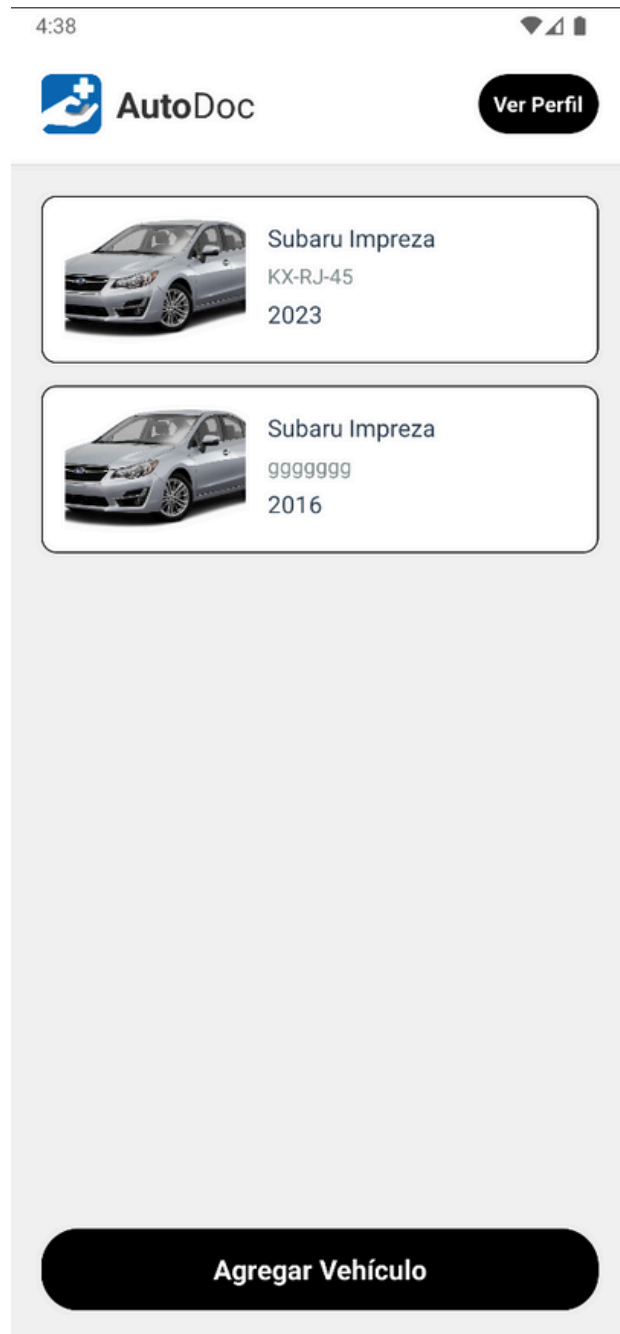 4:38
AutoDoc
Ver Perfil
Subaru Impreza
KX-RJ-45
2023
Subaru Impreza
ggggggg
2016
Agregar Vehículo